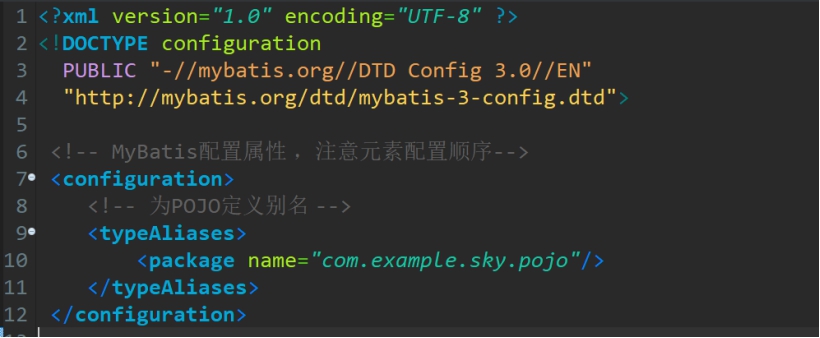 1 <?xml version="1.0" encoding="UTF-8" ?>
2 <!DOCTYPE configuration
3 PUBLIC "-//mybatis.org//DTD Config 3.0//EN"
4 "http://mybatis.org/dtd/mybatis-3-config.dtd">
5
6 <!-- MyBatis配置属性，注意元素配置顺序-->
7 <configuration>
8 <!-- 为POJO定义别名 -->
9 <typeAliases>
10 <package name="com.example.sky.pojo"/>
11 </typeAliases>
12 </configuration>